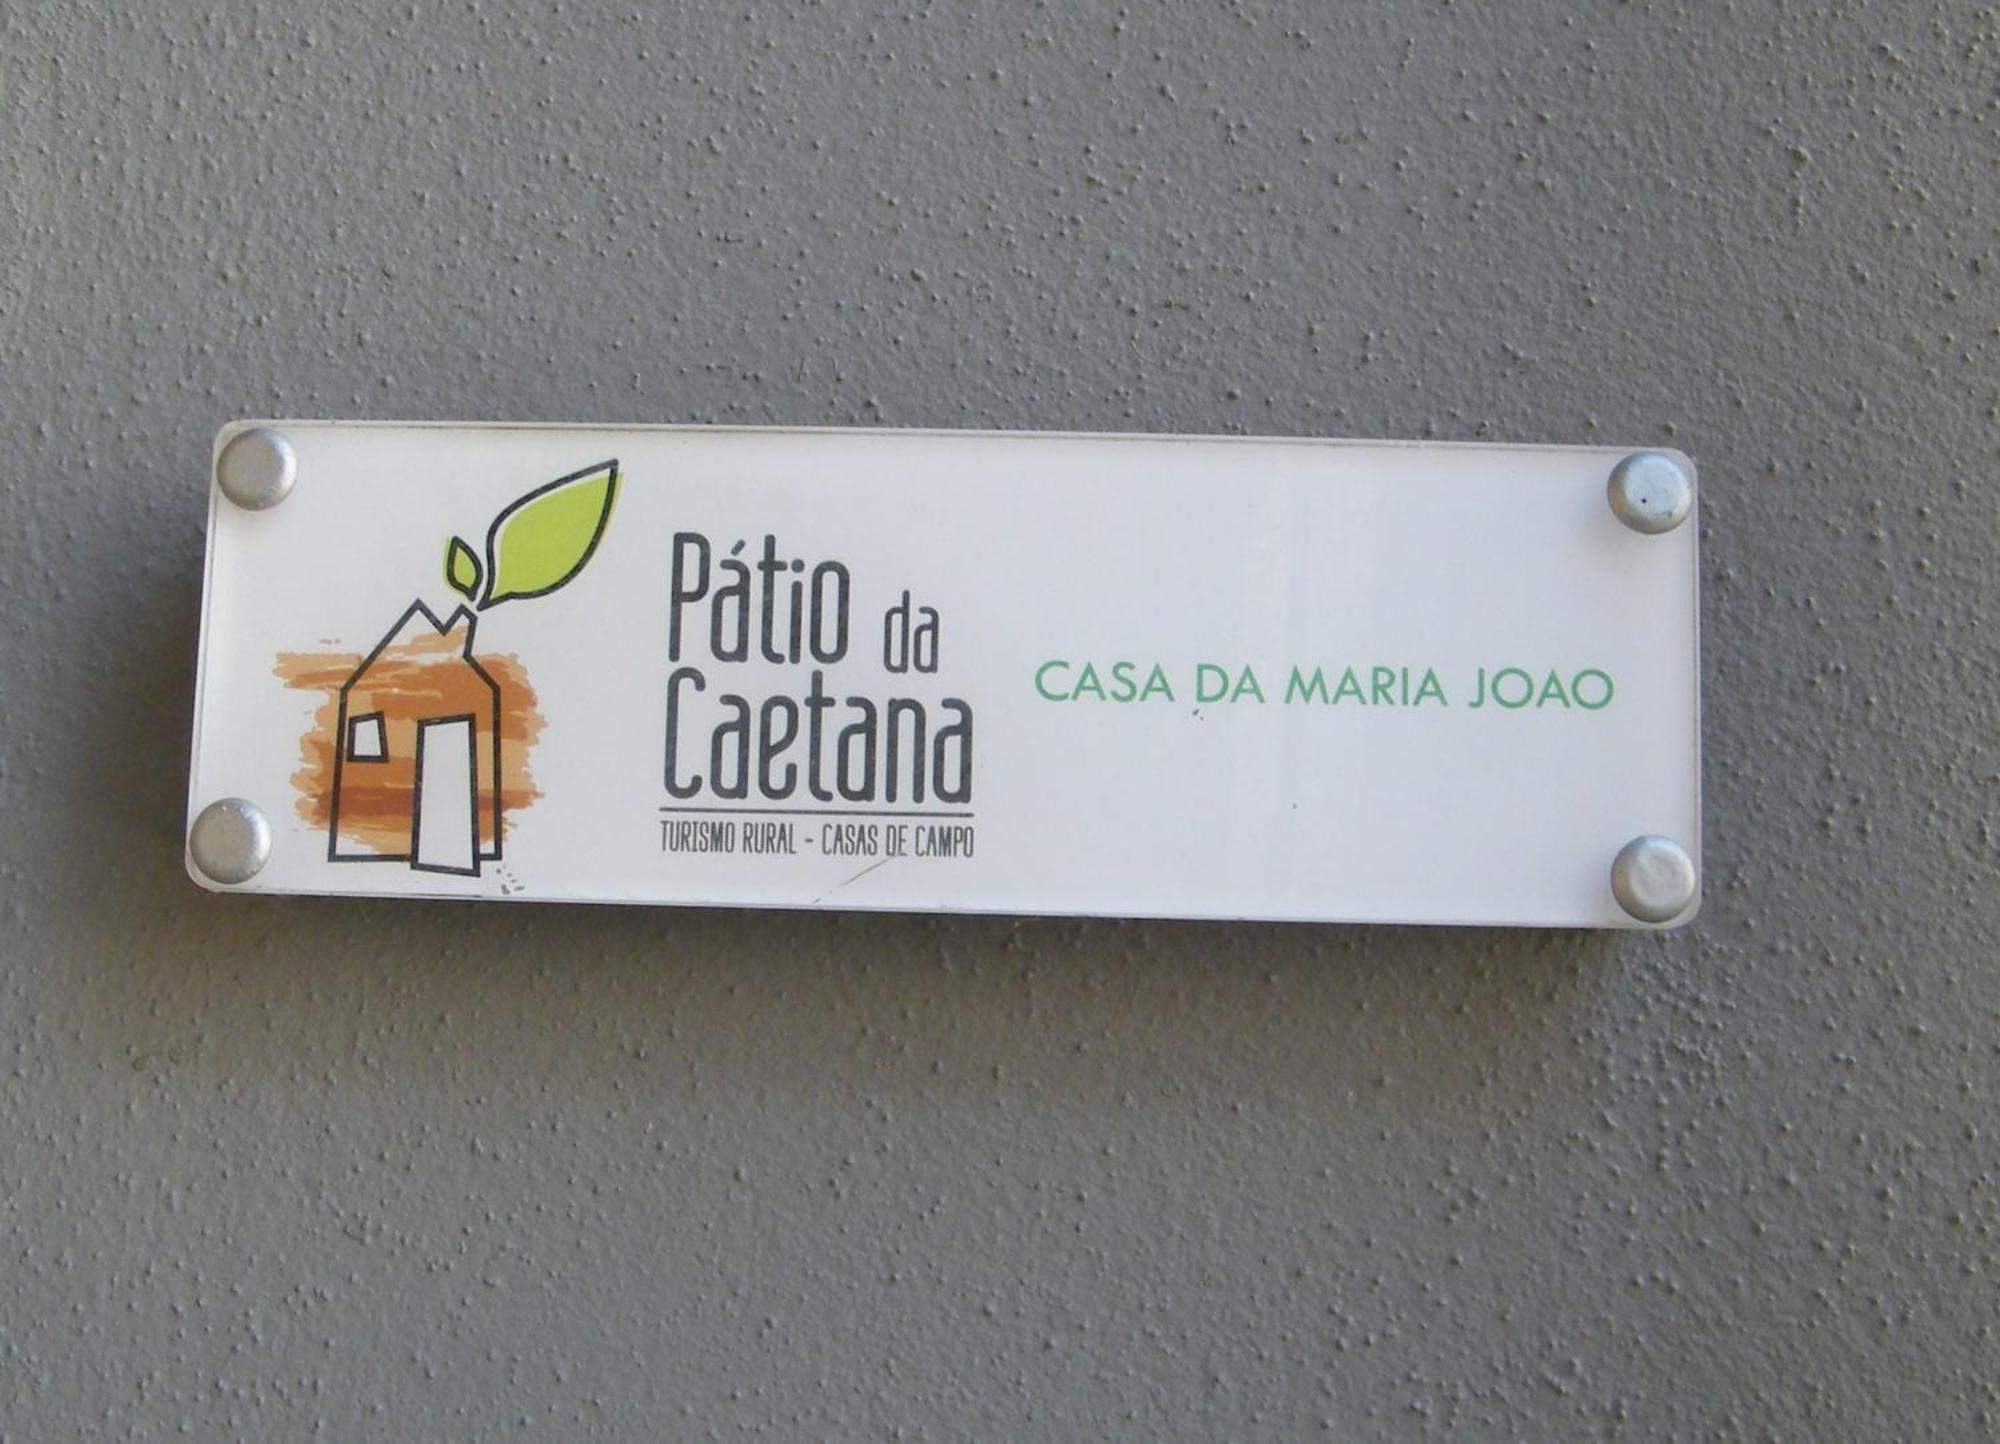 Pátio da
Caetana
TURISMO RURAL - CASAS DE CAMPO
CASA DA MARIA JOAO